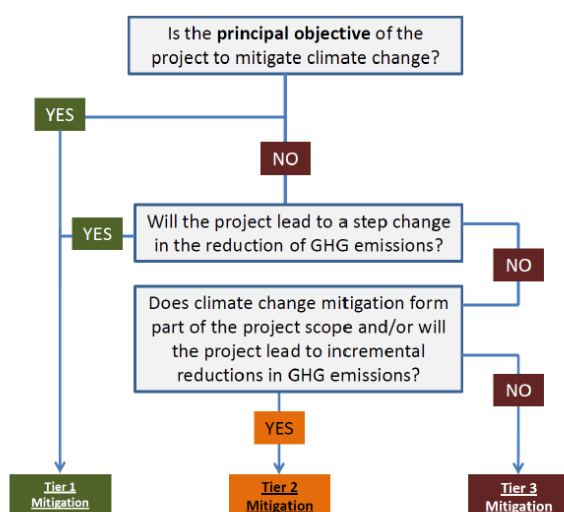 Is the principal objective of the
project to mitigate climate change?
YES
NO
YES
Will the project lead to a step change
in the reduction of GHG emissions?
NO
Does climate change mitigation form
part of the project scope and/or will
the project lead to incremental
reductions in GHG emissions?
NO
YES
Tier 1
Mitigation
Tier 2
Mitigation
Tier 3
Mitigation